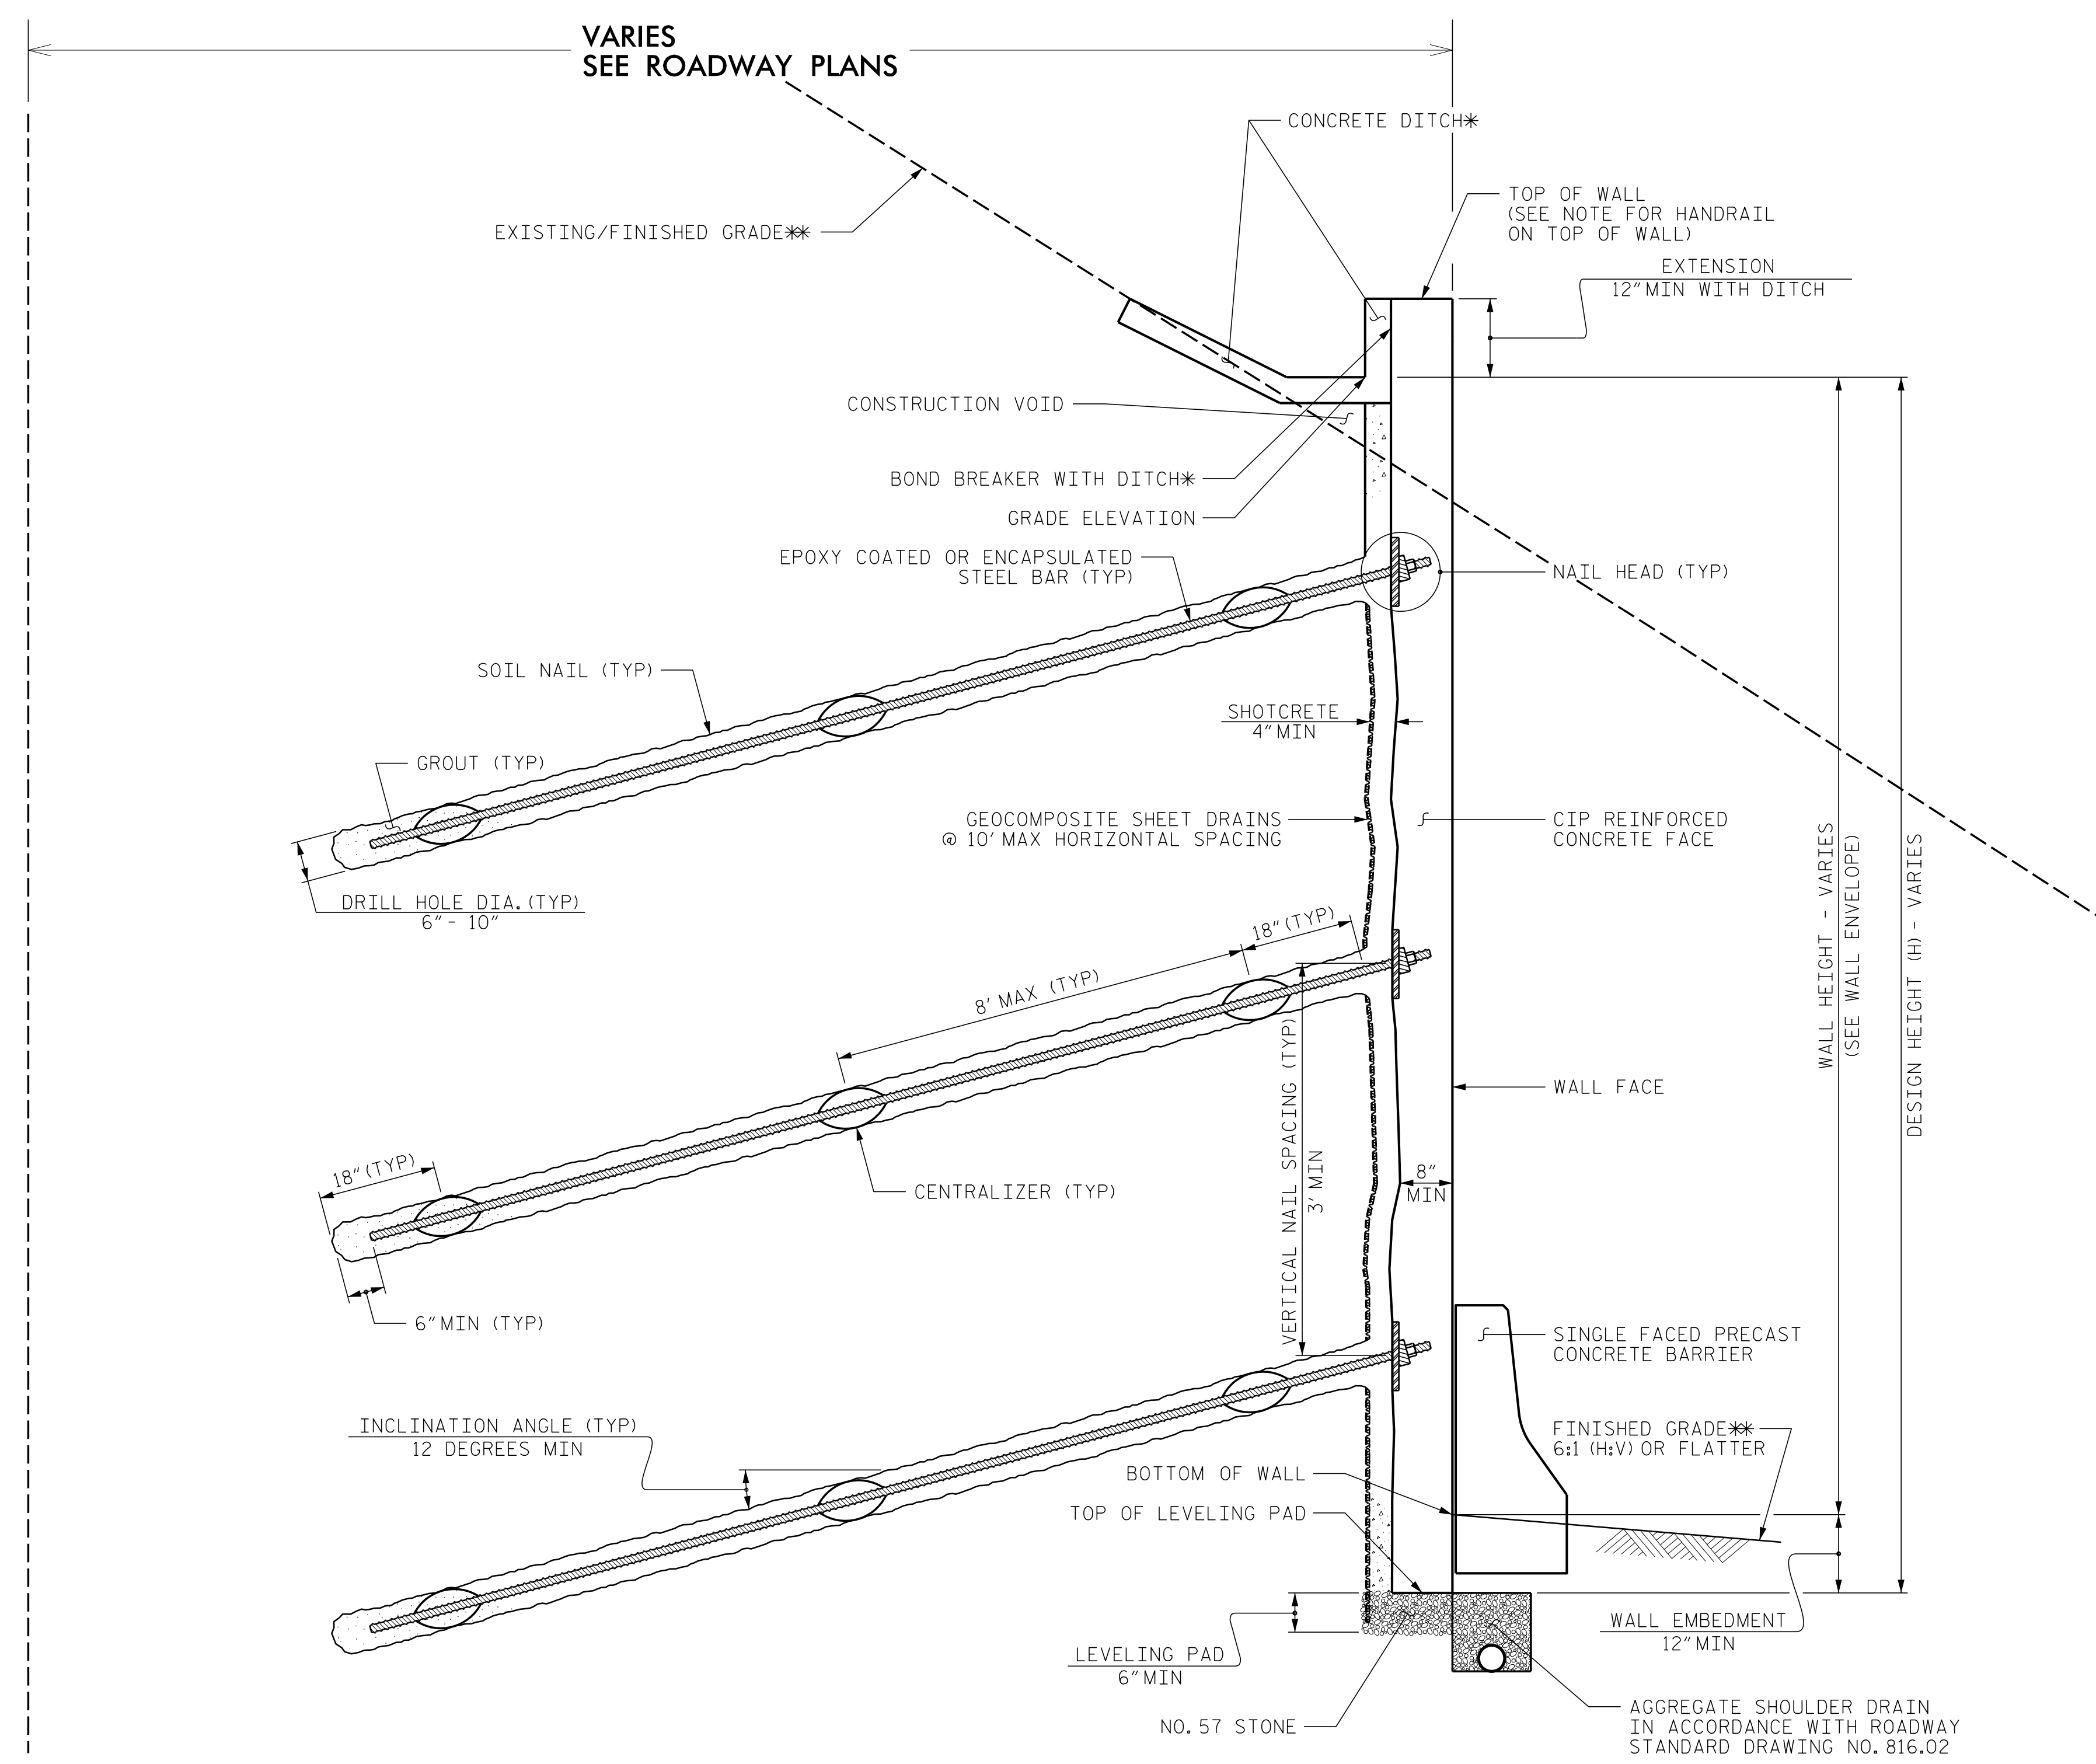 VARIES
SEE ROADWAY PLANS
CONCRETE DITCH*
TOP OF WALL
(SEE NOTE FOR HANDRAIL
ON TOP OF WALL)
EXISTING/FINISHED GRADE**
EXTENSION
12" MIN WITH DITCH
CONSTRUCTION VOID
BOND BREAKER WITH DITCH*
GRADE ELEVATION
EPOXY COATED OR ENCAPSULATED
STEEL BAR (TYP)
NAIL HEAD (TYP)
SOIL NAIL (TYP)
SHOTCRETE
4" MIN
GROUT (TYP)
GEOCOMPOSITE SHEET DRAINS
@ 10' MAX HORIZONTAL SPACING
CIP REINFORCED
CONCRETE FACE
DRILL HOLE DIA. (TYP)
6" - 10"
18" (TYP)
8' MAX (TYP)
WALL HEIGHT - VARIES
(SEE WALL ENVELOPE)
DESIGN HEIGHT (H) - VARIES
VERTICAL NAIL SPACING (TYP)
3' MIN
WALL FACE
18" (TYP)
CENTRALIZER (TYP)
8"
MIN
6" MIN (TYP)
SINGLE FACED PRECAST
CONCRETE BARRIER
INCLINATION ANGLE (TYP)
12 DEGREES MIN
FINISHED GRADE**
6:1 (H:V) OR FLATTER
BOTTOM OF WALL
TOP OF LEVELING PAD
WALL EMBEDMENT
12" MIN
LEVELING PAD
6" MIN
NO. 57 STONE
AGGREGATE SHOULDER DRAIN
IN ACCORDANCE WITH ROADWAY
STANDARD DRAWING NO. 816.02